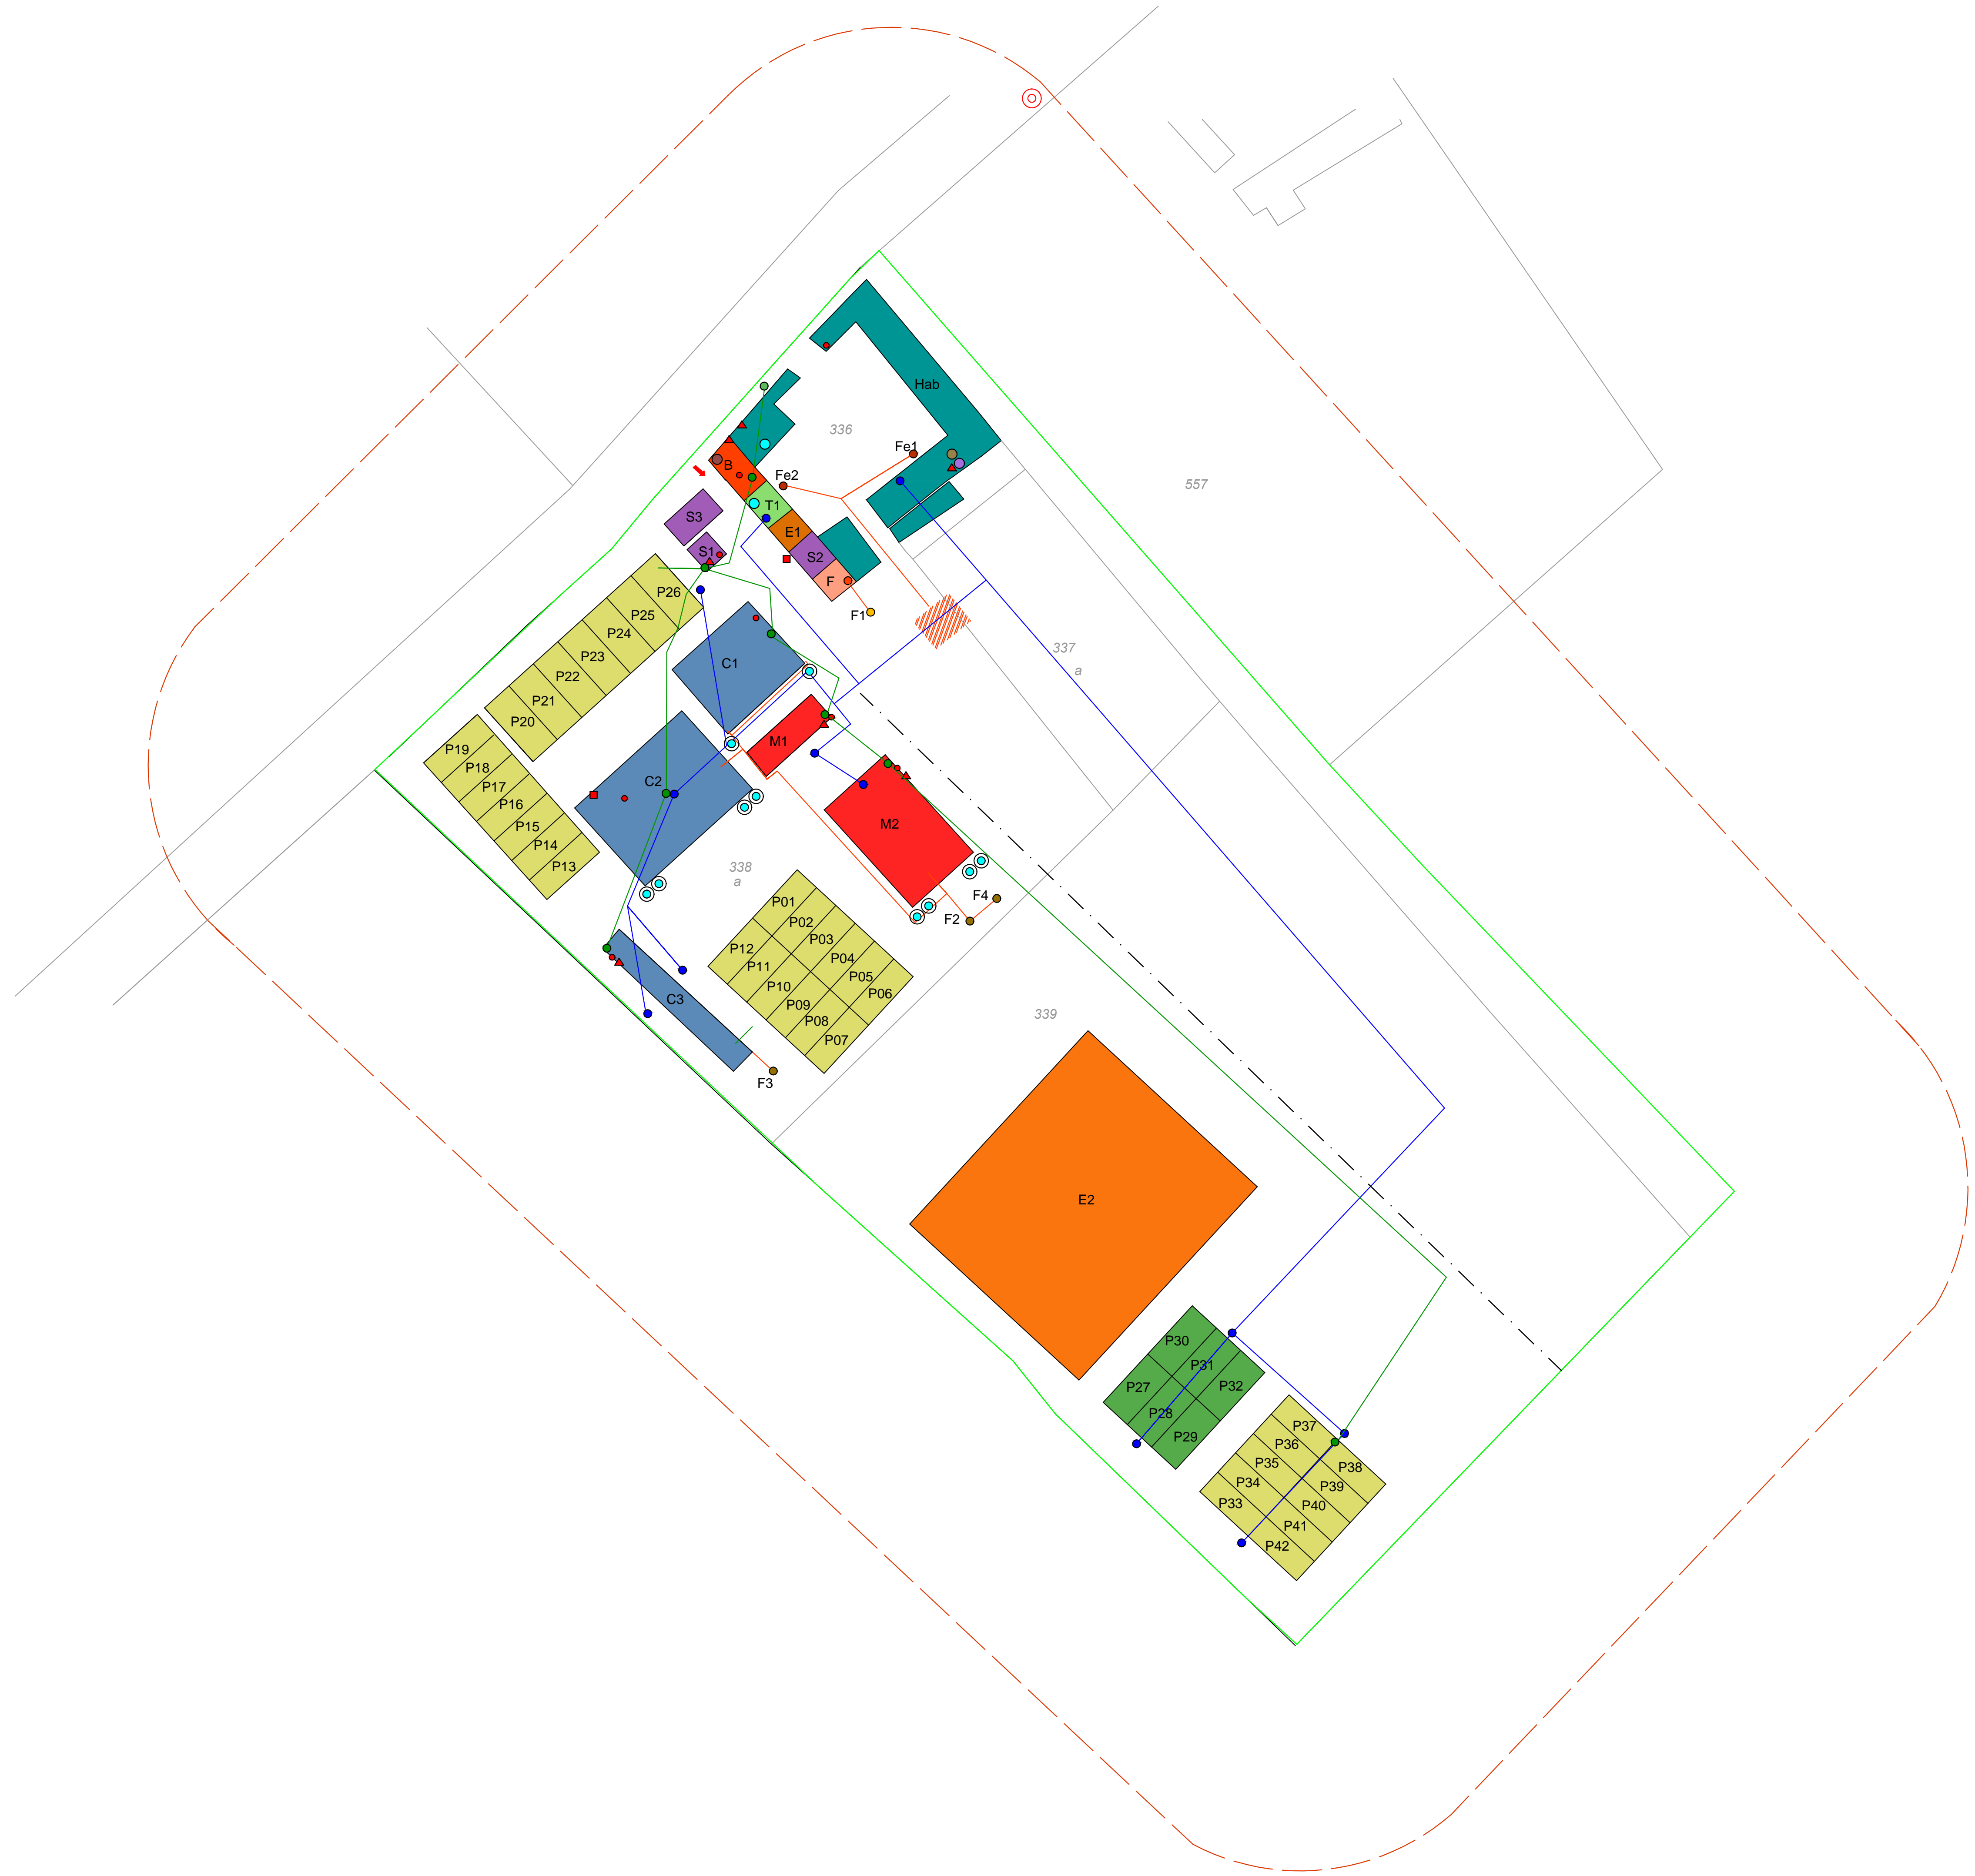 Hab
336
Fe1
B
Fe2
557
T1
S3
E1
S1
S2
F
P26
F1
P25
P24
337
a
P23
C1
P22
P21
P20
P19
M1
P18
C2
P17
P16
M2
P15
P14
P13
338
a
F4
P01
F2
P02
P03
P12
P04
P11
P05
P10
P06
C3
P09
339
P08
P07
F3
E2
P30
P31
P27
P32
P28
P37
P29
P36
P35
P38
P34
P39
P33
P40
P41
P42